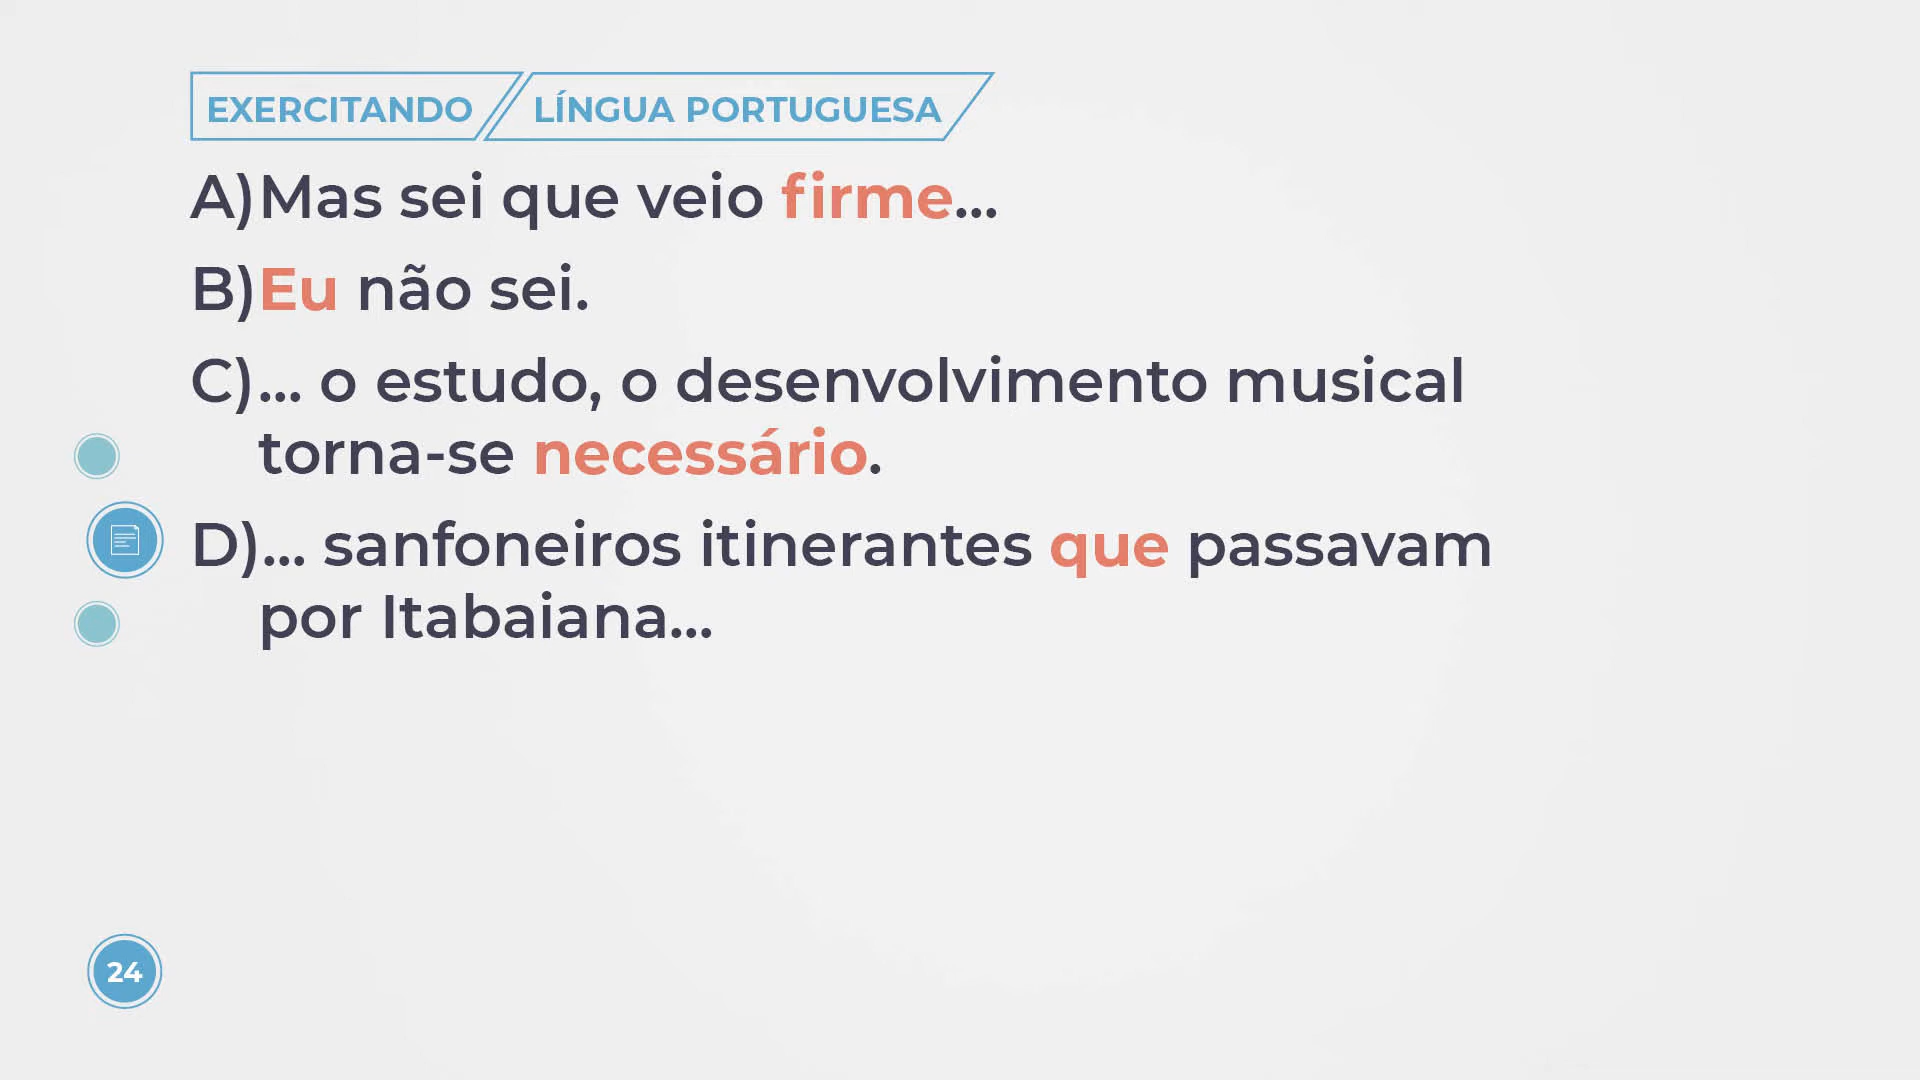 EXERCITANDO LÍNGUA PORTUGUESA
A) Mas sei que veio firme...
B) Eu não sei.
C) ... o estudo, o desenvolvimento musical
torna-se necessário.
D) ... sanfoneiros itinerantes que passavam
por Itabaiana...
24